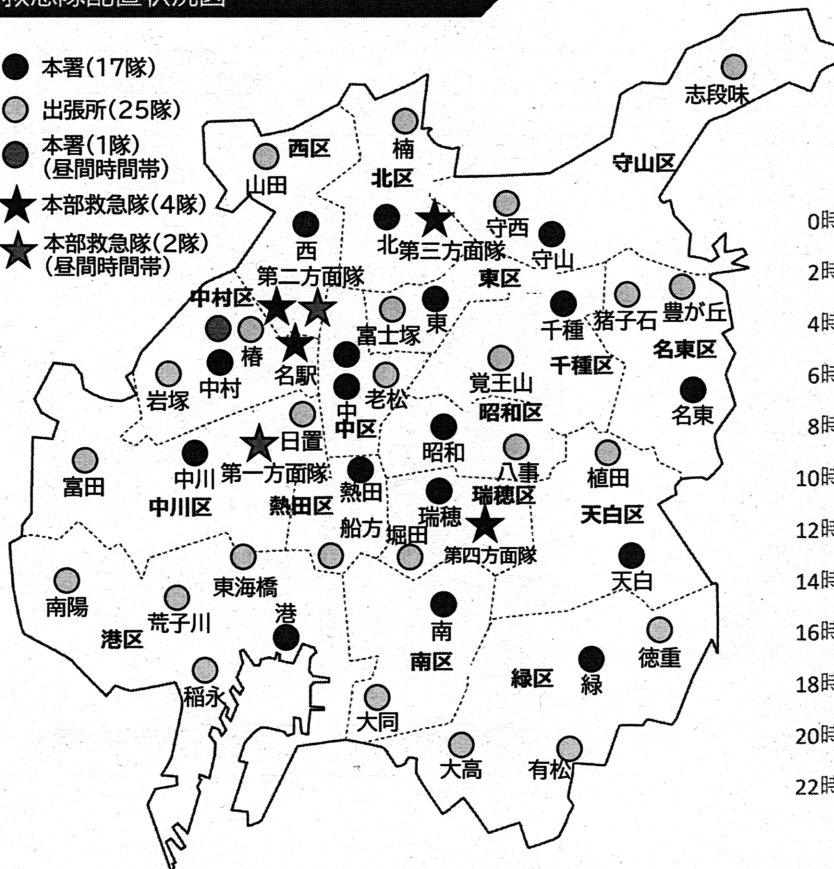 救急隊配置状況図
本署(17隊)
出張所(25隊)
本署(1隊)
(昼間時間帯)
本部救急隊(4隊)
本部救急隊(2隊)
(昼間時間帯)
志段味
楠
西区
山田
北区
守山区
守西
西
北
第三方面隊
守山
東区
第二方面隊
中村区
富士塚
東
千種
猪子石
豊が丘
椿
名駅
中村
岩塚
千種区
名東区
覚王山
老松
中
中区
昭和区
名東
日置
昭和
八事
植田
富田
中川
第一方面隊
中川区
熱田区
熱田
瑞穂区
瑞穂
天白区
船方
堀田
第四方面隊
天白
東海橋
南陽
荒子川
港
港区
南
南区
徳重
緑区
緑
稲永
大同
大高
有松
0時
2時
4時
6時
8時
10時
12時
14時
16時
18時
20時
22時